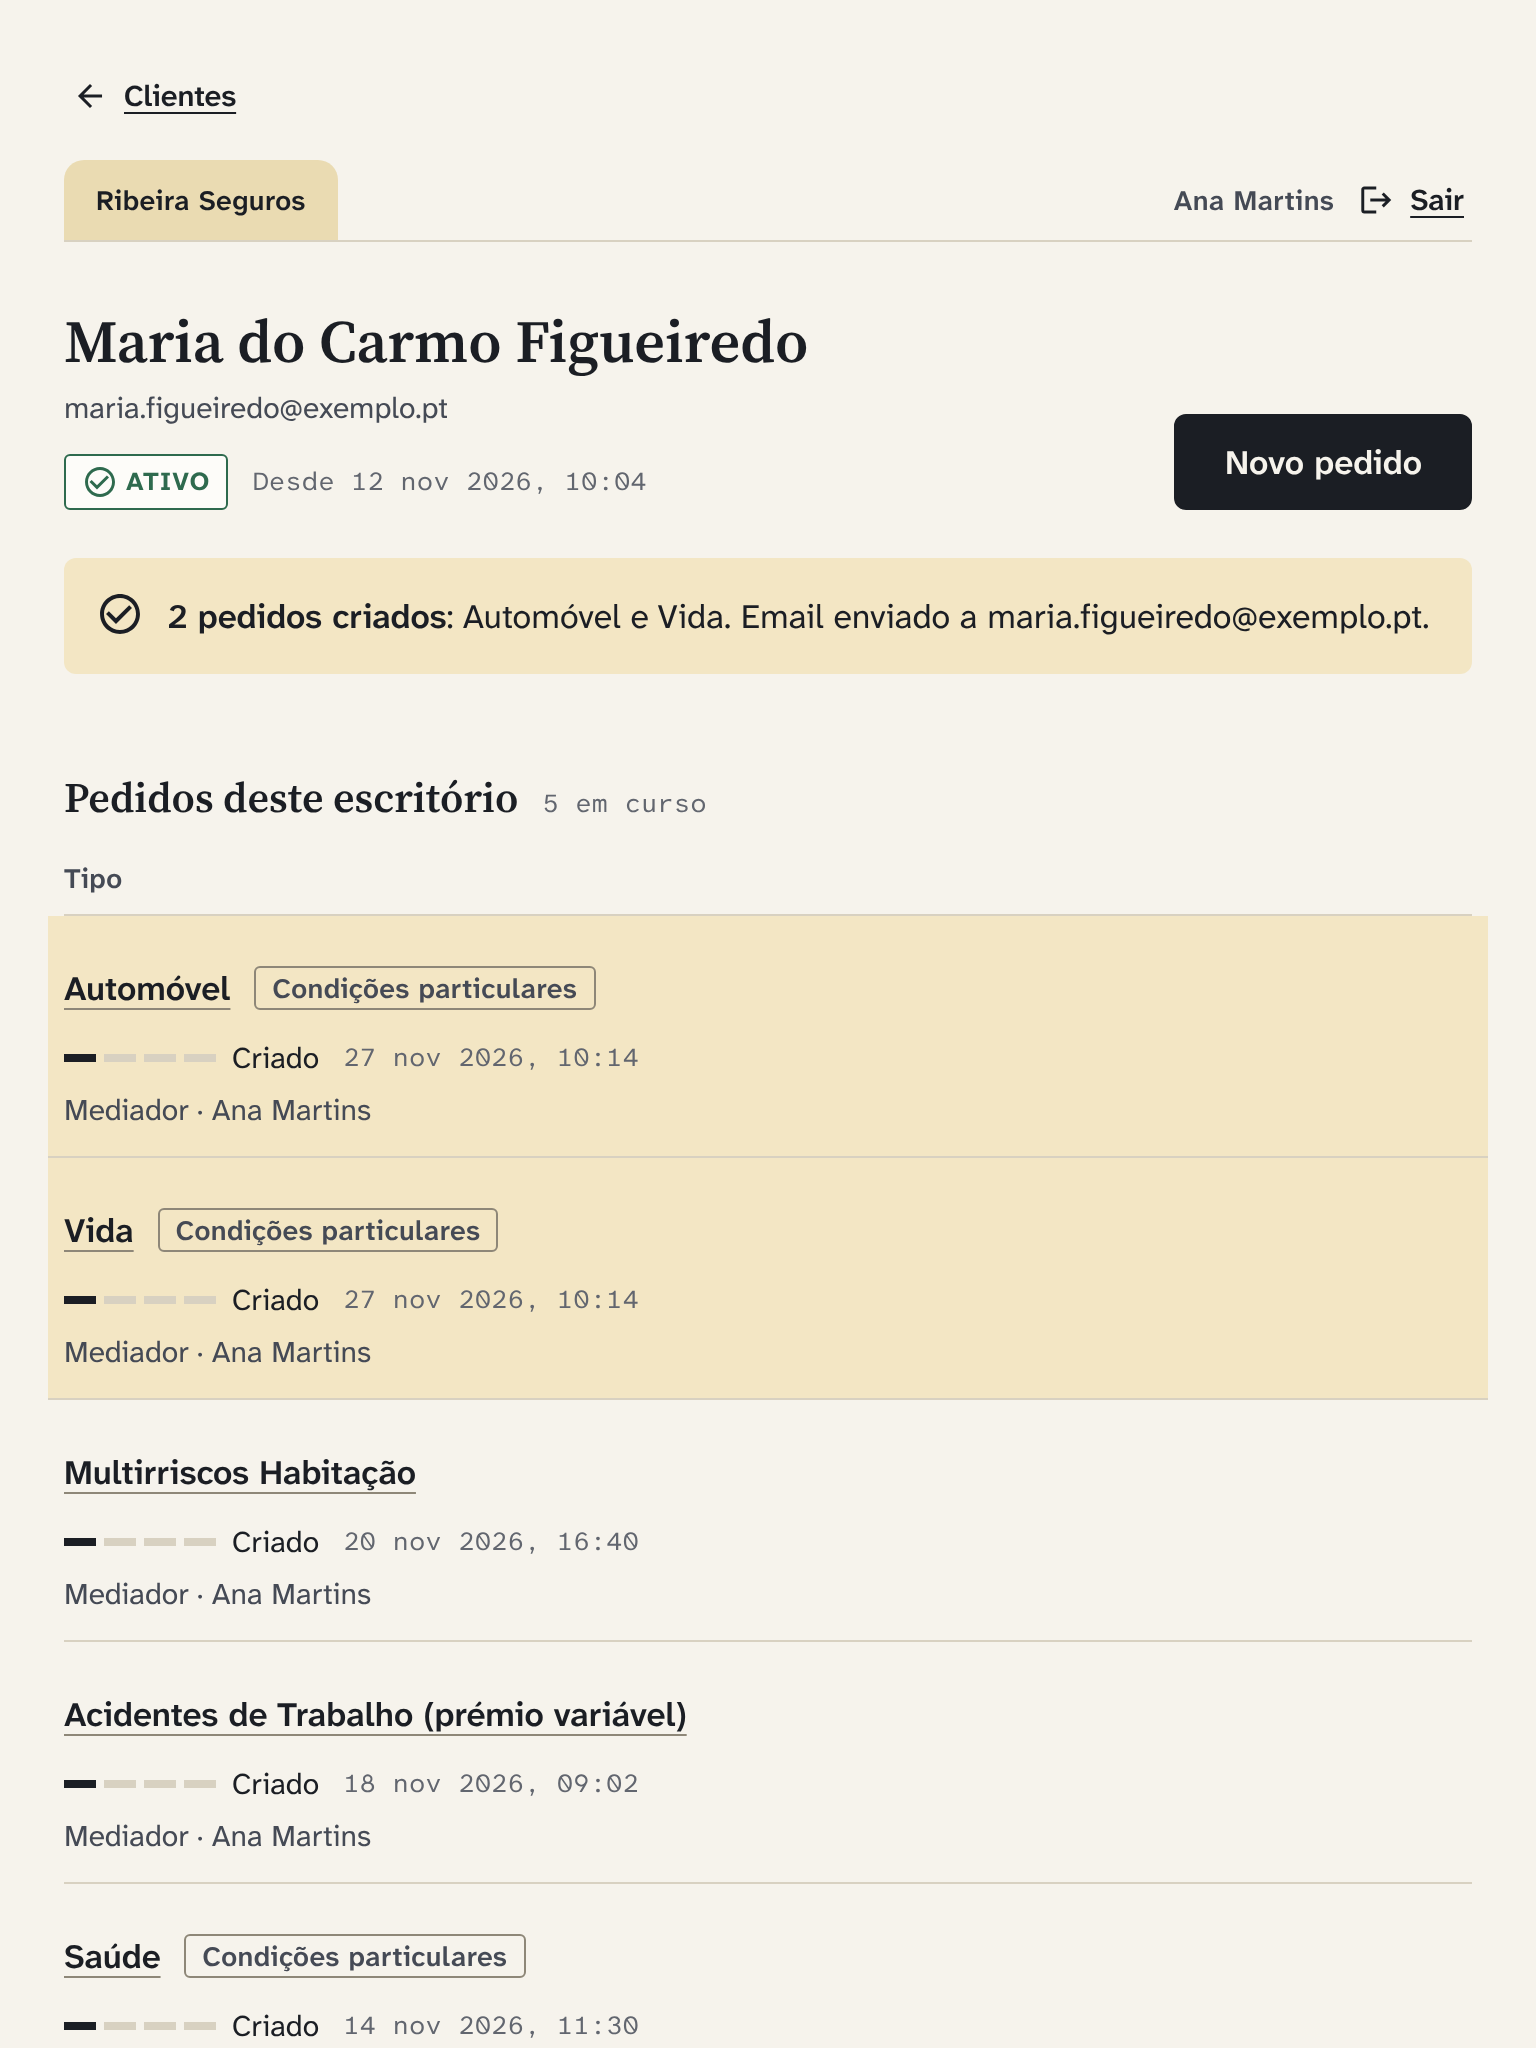 Clientes
Ribeira Seguros
Ana Martins Sair
Maria do Carmo Figueiredo
maria.figueiredo@exemplo.pt
ATIVO Desde 12 nov 2026, 10:04
Novo pedido
2 pedidos criados: Automóvel e Vida. Email enviado a maria.figueiredo@exemplo.pt.
Pedidos deste escritório 5 em curso
Tipo
Automóvel Condições particulares
Criado 27 nov 2026, 10:14
Mediador · Ana Martins
Vida Condições particulares
Criado 27 nov 2026, 10:14
Mediador · Ana Martins
Multirriscos Habitação
Criado 20 nov 2026, 16:40
Mediador · Ana Martins
Acidentes de Trabalho (prémio variável)
Criado 18 nov 2026, 09:02
Mediador · Ana Martins
Saúde Condições particulares
Criado 14 nov 2026, 11:30